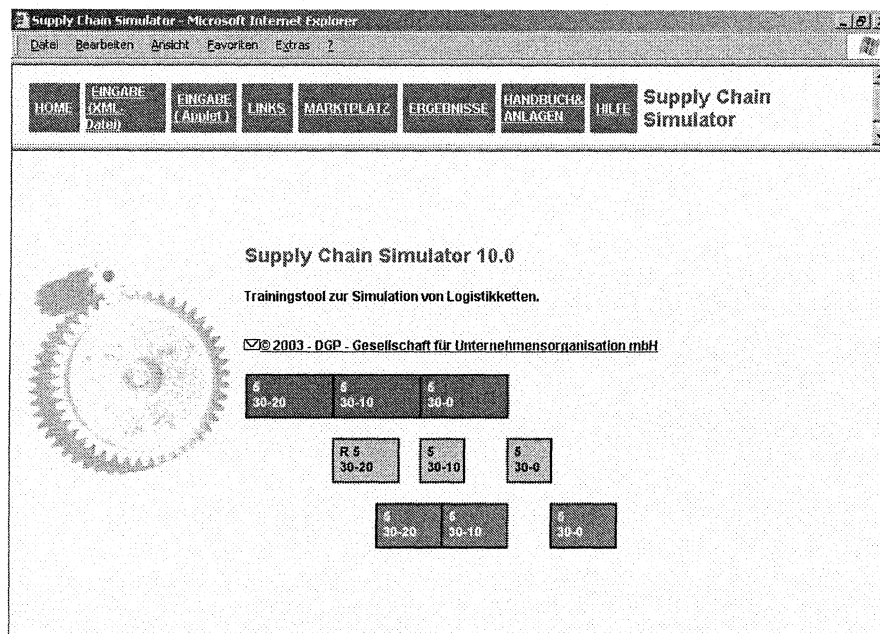 Supply Chain Simulator - Microsoft Internet Explorer
Datei Bearbeiten Ansicht Favoriten Extras ?
HOME
EINGABE
(XML,
Datei)
EINGABE
(Applet)
LINKS
MARKTPLATZ
ERGEBNISSE
HANDBUCH&
ANLAGEN
HILFE
Supply Chain
Simulator
Supply Chain Simulator 10.0
Trainingstool zur Simulation von Logistikketten.
© 2003 - DGP - Gesellschaft für Unternehmensorganisation mbH
5
30-20
5
30-10
5
30-0
R 5
30-20
5
30-10
5
30-0
5
30-20
5
30-10
5
30-0